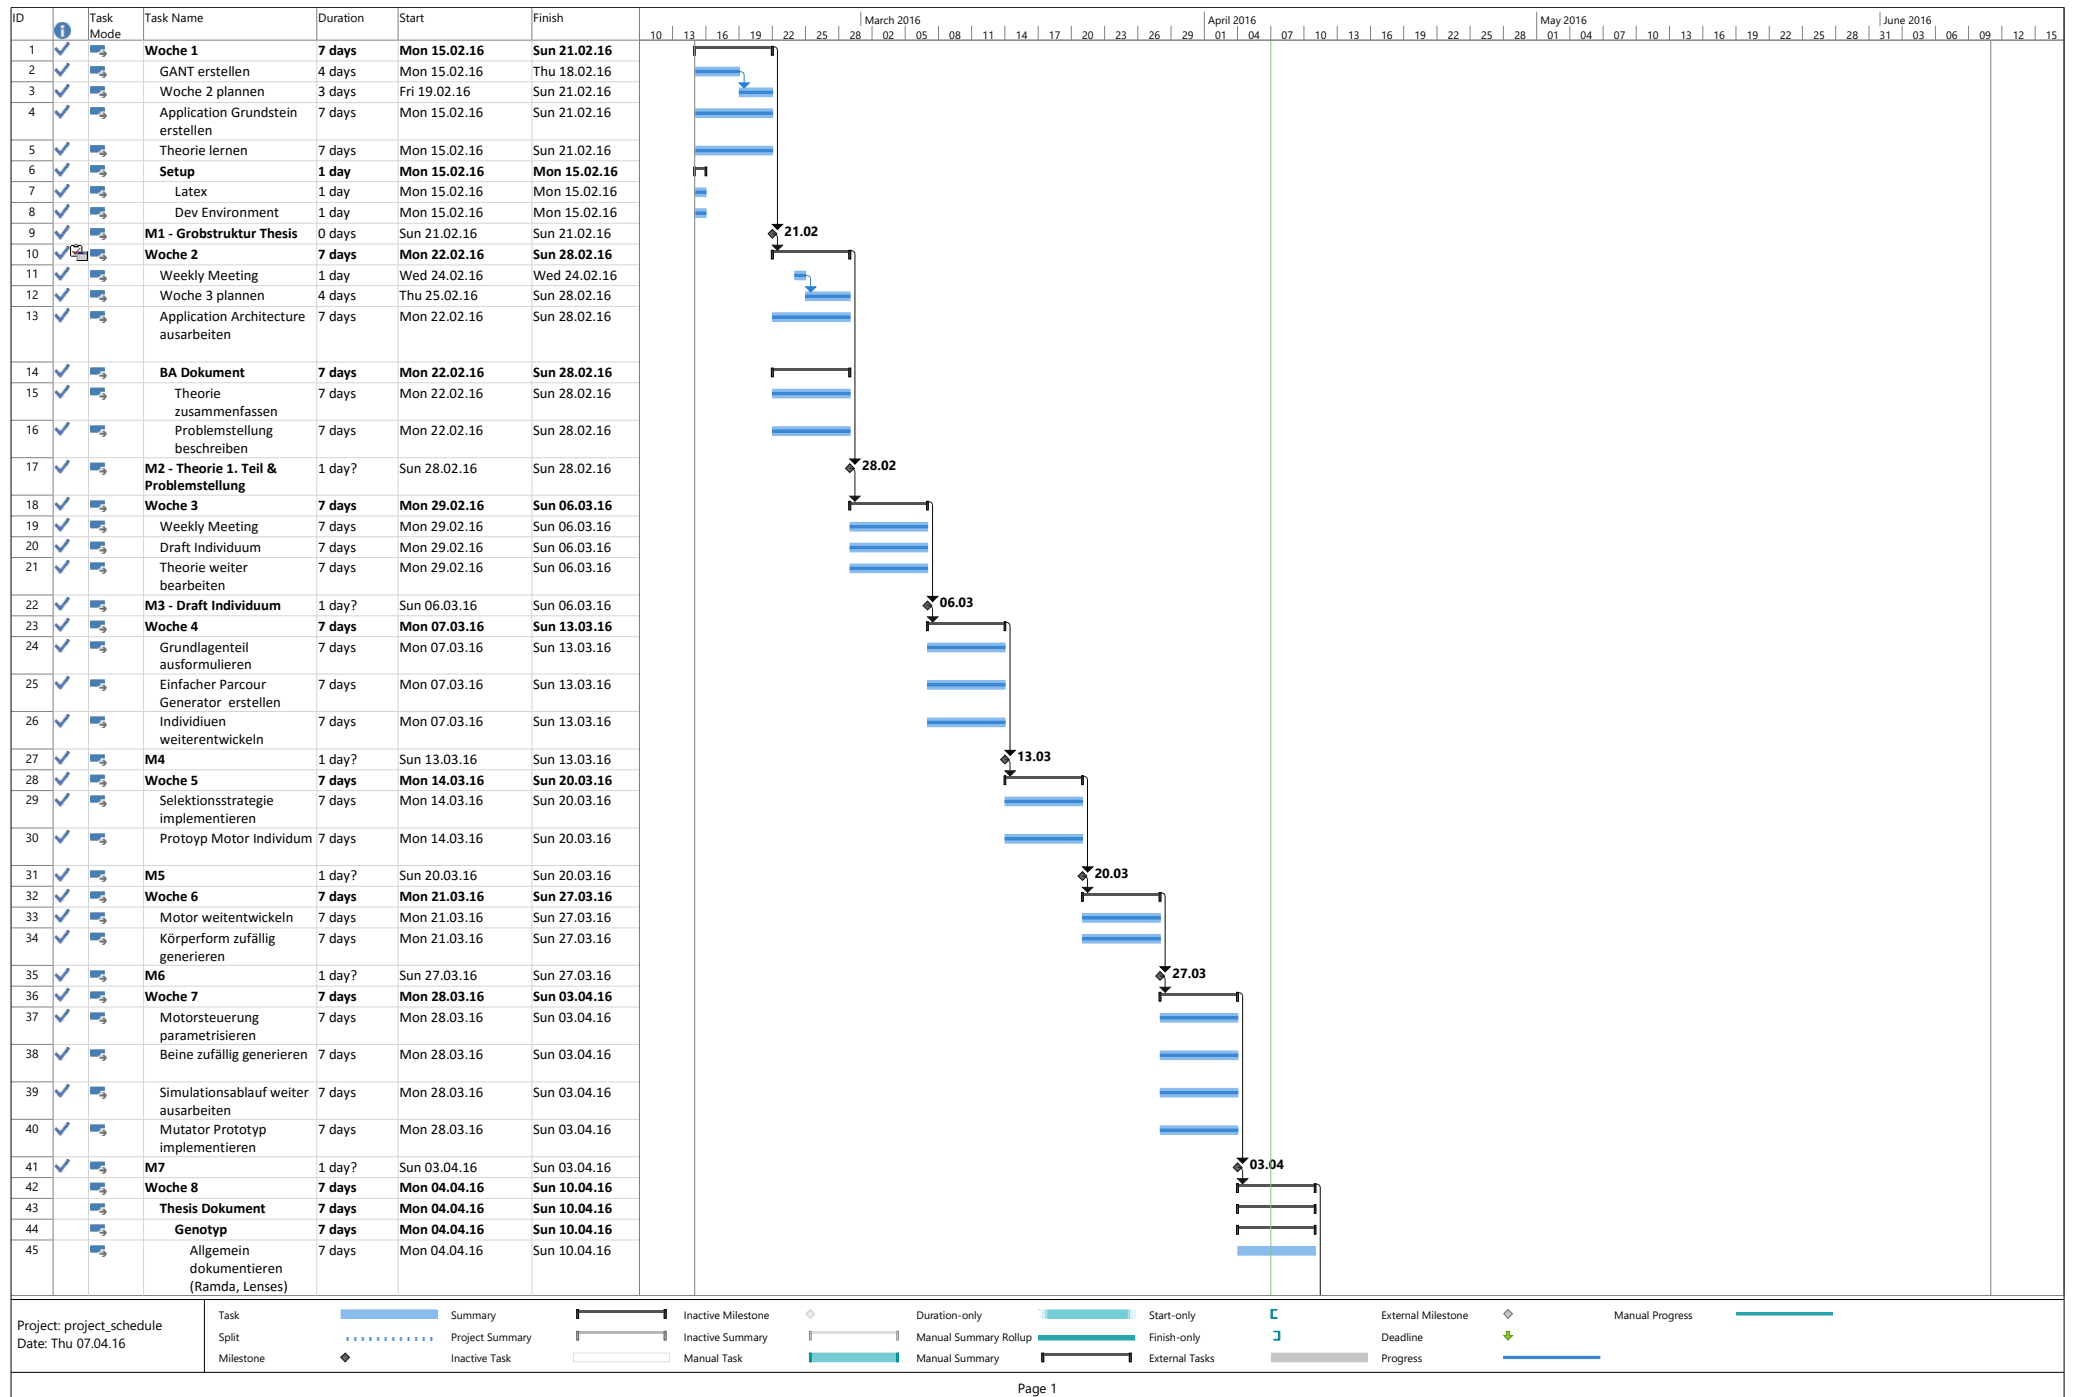 ID Task Mode Task Name Duration Start Finish
March 2016 April 2016 May 2016 June 2016
10 13 16 19 22 25 28 02 05 08 11 14 17 20 23 26 29 01 04 07 10 13 16 19 22 25 28 01 04 07 10 13 16 19 22 25 28 31 03 06 09 12 15
1 Woche 1 7 days Mon 15.02.16 Sun 21.02.16
2 GANT erstellen 4 days Mon 15.02.16 Thu 18.02.16
3 Woche 2 plannen 3 days Fri 19.02.16 Sun 21.02.16
4 Application Grundstein 7 days Mon 15.02.16 Sun 21.02.16
erstellen
5 Theorie lernen 7 days Mon 15.02.16 Sun 21.02.16
6 Setup 1 day Mon 15.02.16 Mon 15.02.16
7 Latex 1 day Mon 15.02.16 Mon 15.02.16
8 Dev Environment 1 day Mon 15.02.16 Mon 15.02.16
9 M1 - Grobstruktur Thesis 0 days Sun 21.02.16 Sun 21.02.16 21.02
10 Woche 2 7 days Mon 22.02.16 Sun 28.02.16
11 Weekly Meeting 1 day Wed 24.02.16 Wed 24.02.16
12 Woche 3 plannen 4 days Thu 25.02.16 Sun 28.02.16
13 Application Architecture 7 days Mon 22.02.16 Sun 28.02.16
ausarbeiten
14 BA Dokument 7 days Mon 22.02.16 Sun 28.02.16
15 Theorie 7 days Mon 22.02.16 Sun 28.02.16
zusammenfassen
16 Problemstellung 7 days Mon 22.02.16 Sun 28.02.16
beschreiben
17 M2 - Theorie 1. Teil & 1 day? Sun 28.02.16 Sun 28.02.16 28.02
Problemstellung
18 Woche 3 7 days Mon 29.02.16 Sun 06.03.16
19 Weekly Meeting 7 days Mon 29.02.16 Sun 06.03.16
20 Draft Individuum 7 days Mon 29.02.16 Sun 06.03.16
21 Theorie weiter 7 days Mon 29.02.16 Sun 06.03.16
bearbeiten
22 M3 - Draft Individuum 1 day? Sun 06.03.16 Sun 06.03.16 06.03
23 Woche 4 7 days Mon 07.03.16 Sun 13.03.16
24 Grundlagenteil 7 days Mon 07.03.16 Sun 13.03.16
ausformulieren
25 Einfacher Parcour 7 days Mon 07.03.16 Sun 13.03.16
Generator erstellen
26 Individiuen 7 days Mon 07.03.16 Sun 13.03.16
weiterentwickeln
27 M4 1 day? Sun 13.03.16 Sun 13.03.16 13.03
28 Woche 5 7 days Mon 14.03.16 Sun 20.03.16
29 Selektionsstrategie 7 days Mon 14.03.16 Sun 20.03.16
implementieren
30 Protoyp Motor Individum 7 days Mon 14.03.16 Sun 20.03.16
31 M5 1 day? Sun 20.03.16 Sun 20.03.16 20.03
32 Woche 6 7 days Mon 21.03.16 Sun 27.03.16
33 Motor weitentwickeln 7 days Mon 21.03.16 Sun 27.03.16
34 Körperform zufällig 7 days Mon 21.03.16 Sun 27.03.16
generieren
35 M6 1 day? Sun 27.03.16 Sun 27.03.16 27.03
36 Woche 7 7 days Mon 28.03.16 Sun 03.04.16
37 Motorsteuerung 7 days Mon 28.03.16 Sun 03.04.16
parametrisieren
38 Beine zufällig generieren 7 days Mon 28.03.16 Sun 03.04.16
39 Simulationsablauf weiter 7 days Mon 28.03.16 Sun 03.04.16
ausarbeiten
40 Mutator Prototyp 7 days Mon 28.03.16 Sun 03.04.16
implementieren
41 M7 1 day? Sun 03.04.16 Sun 03.04.16 03.04
42 Woche 8 7 days Mon 04.04.16 Sun 10.04.16
43 Thesis Dokument 7 days Mon 04.04.16 Sun 10.04.16
44 Genotyp 7 days Mon 04.04.16 Sun 10.04.16
45 Allgemein 7 days Mon 04.04.16 Sun 10.04.16
dokumentieren
(Ramda, Lenses)
Project: project_schedule
Date: Thu 07.04.16
Task Summary Inactive Milestone Duration-only Start-only External Milestone Manual Progress
Split Project Summary Inactive Summary Manual Summary Rollup Finish-only Deadline
Milestone Inactive Task Manual Task Manual Summary External Tasks Progress
Page 1